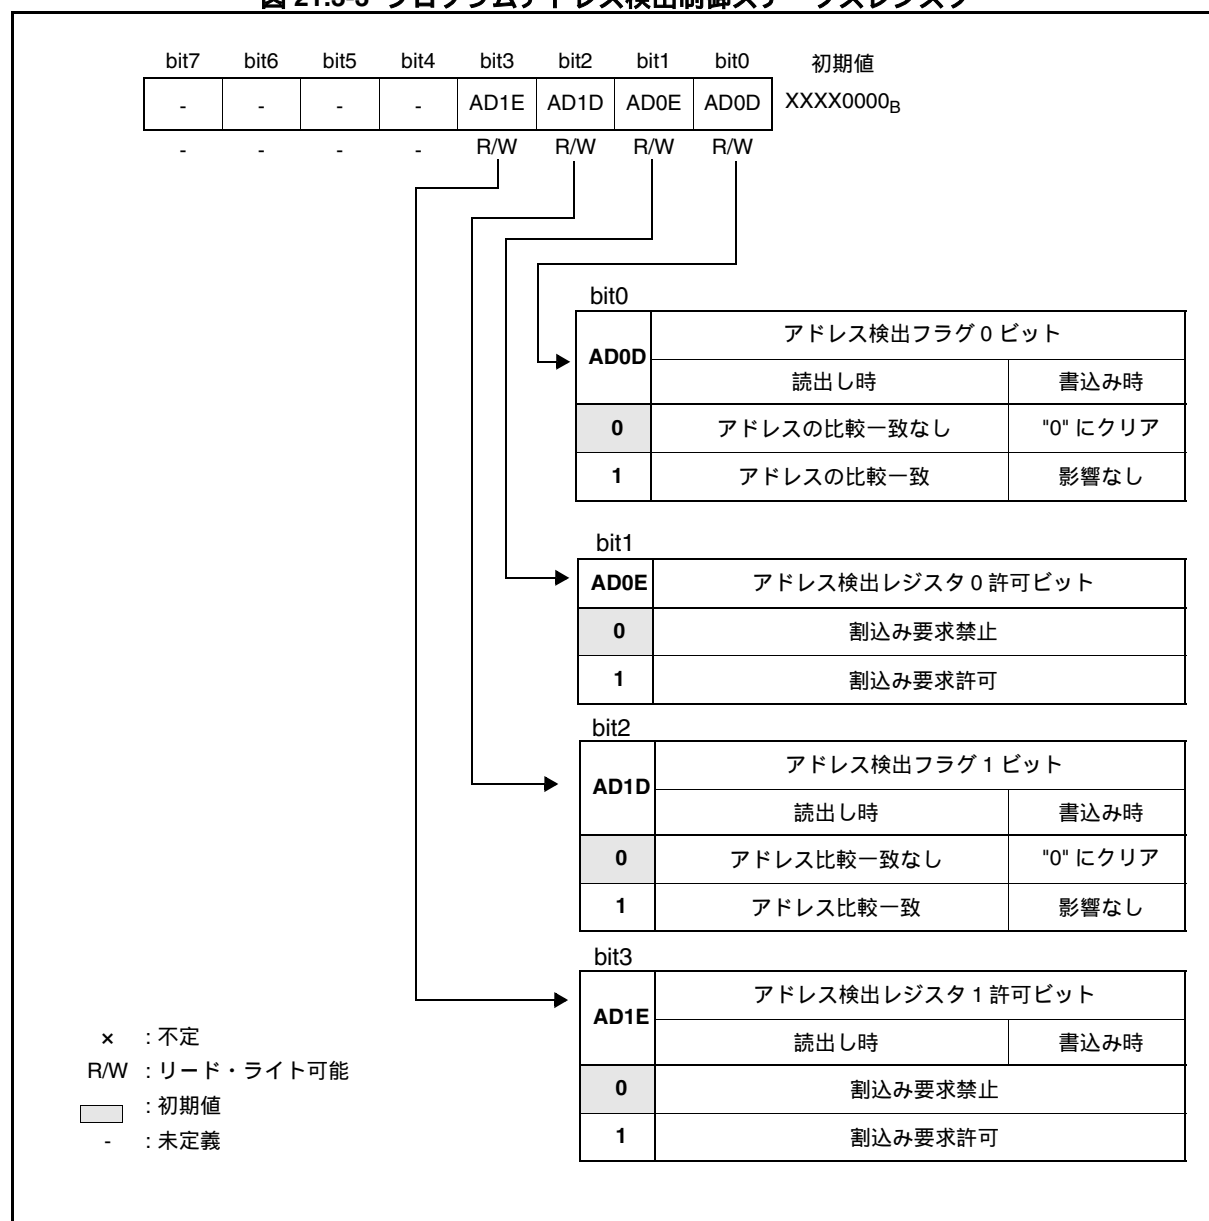 bit7 bit6 bit5 bit4 bit3 bit2 bit1 bit0 初期値
- - - - AD1E AD1D AD0E AD0D XXXX0000B
- - - - R/W R/W R/W R/W
bit0
AD0D アドレス検出フラグ 0 ビット
読出し時 書込み時
0 アドレスの比較一致なし "0" にクリア
1 アドレスの比較一致 影響なし
bit1
AD0E アドレス検出レジスタ 0 許可ビット
0 割込み要求禁止
1 割込み要求許可
bit2
AD1D アドレス検出フラグ 1 ビット
読出し時 書込み時
0 アドレス比較一致なし "0" にクリア
1 アドレス比較一致 影響なし
bit3
AD1E アドレス検出レジスタ 1 許可ビット
読出し時 書込み時
0 割込み要求禁止
1 割込み要求許可
× : 不定
R/W : リード・ライト可能
: 初期値
- : 未定義